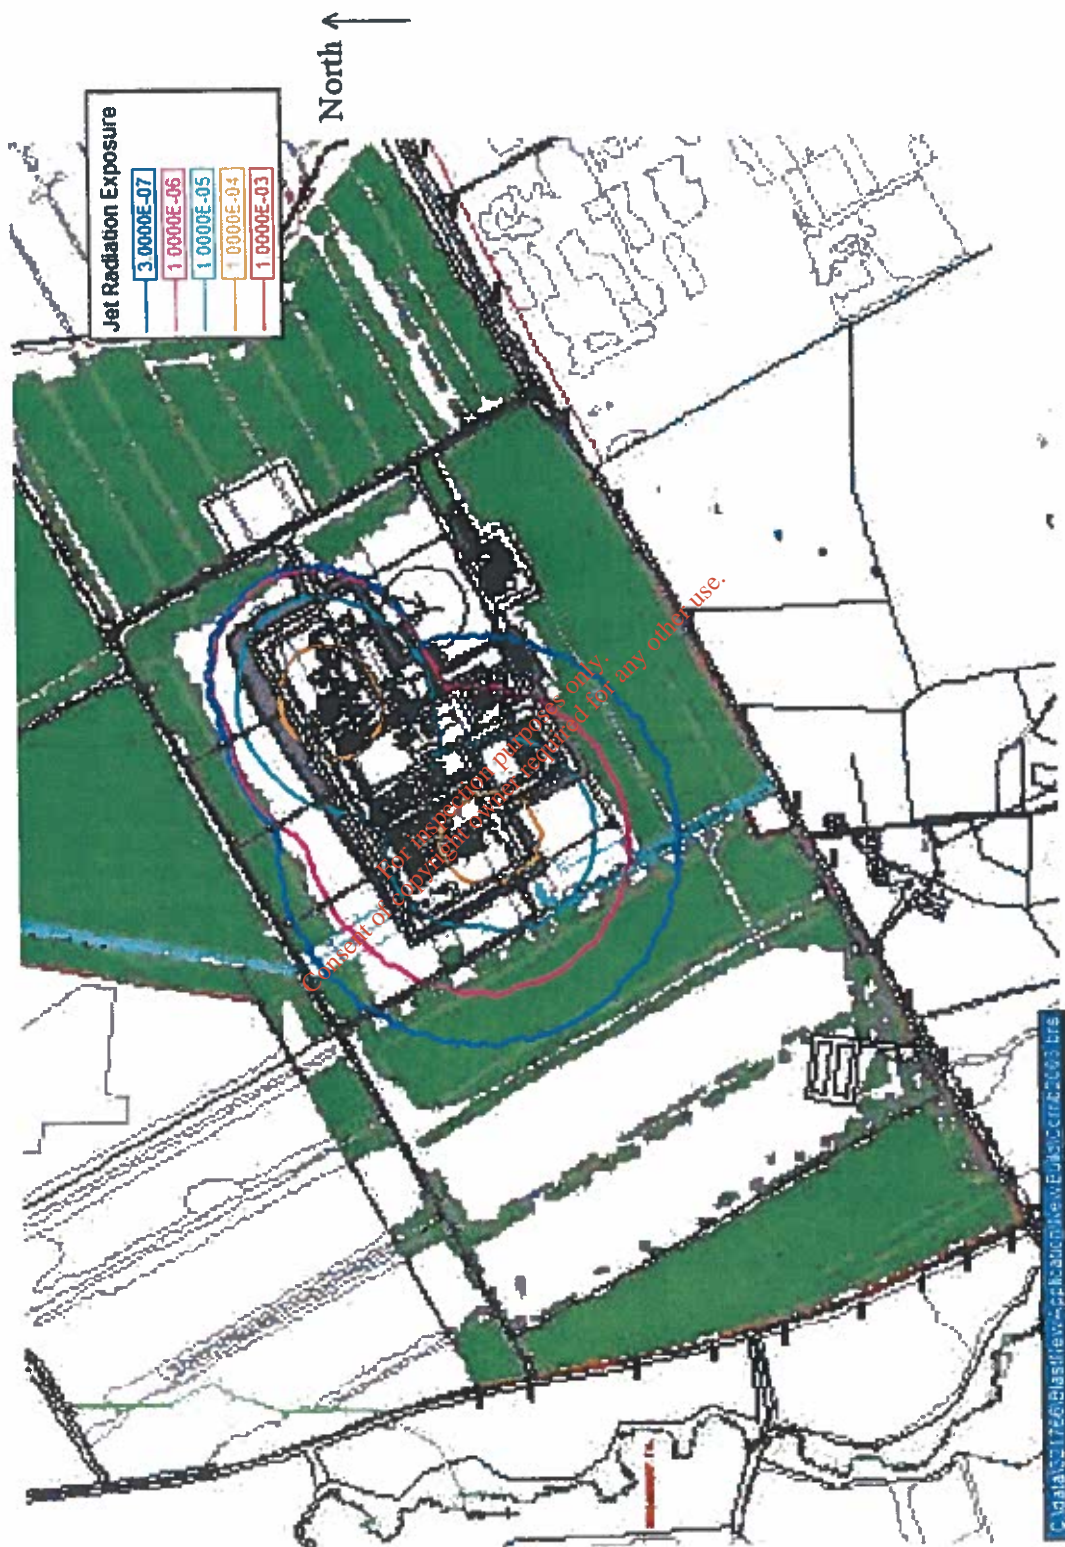 Jet Radiation Exposure
3.0000E-07
1.0000E-06
1.0000E-05
1.0000E-04
1.0000E-03
North
For inspection purposes only.
Consent of copyright owner required for any other use.